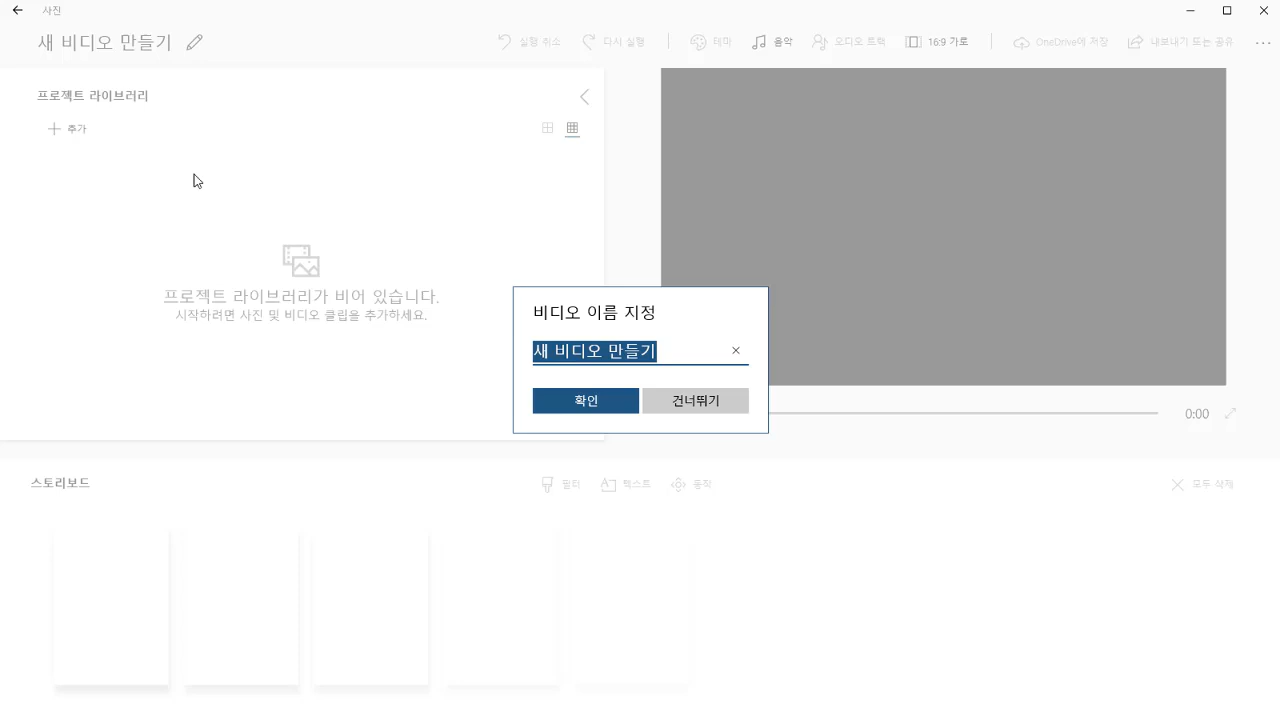 사진
새 비디오 만들기
실행 취소
다시 실행
테마
음악
오디오 트랙
16:9 가로
OneDrive에 저장
내보내기 또는 공유
프로젝트 라이브러리
추가
프로젝트 라이브러리가 비어 있습니다.
시작하려면 사진 및 비디오 클립을 추가하세요.
비디오 이름 지정
새 비디오 만들기
확인
건너뛰기
0:00
스토리보드
필터
텍스트
동작
모두 삭제